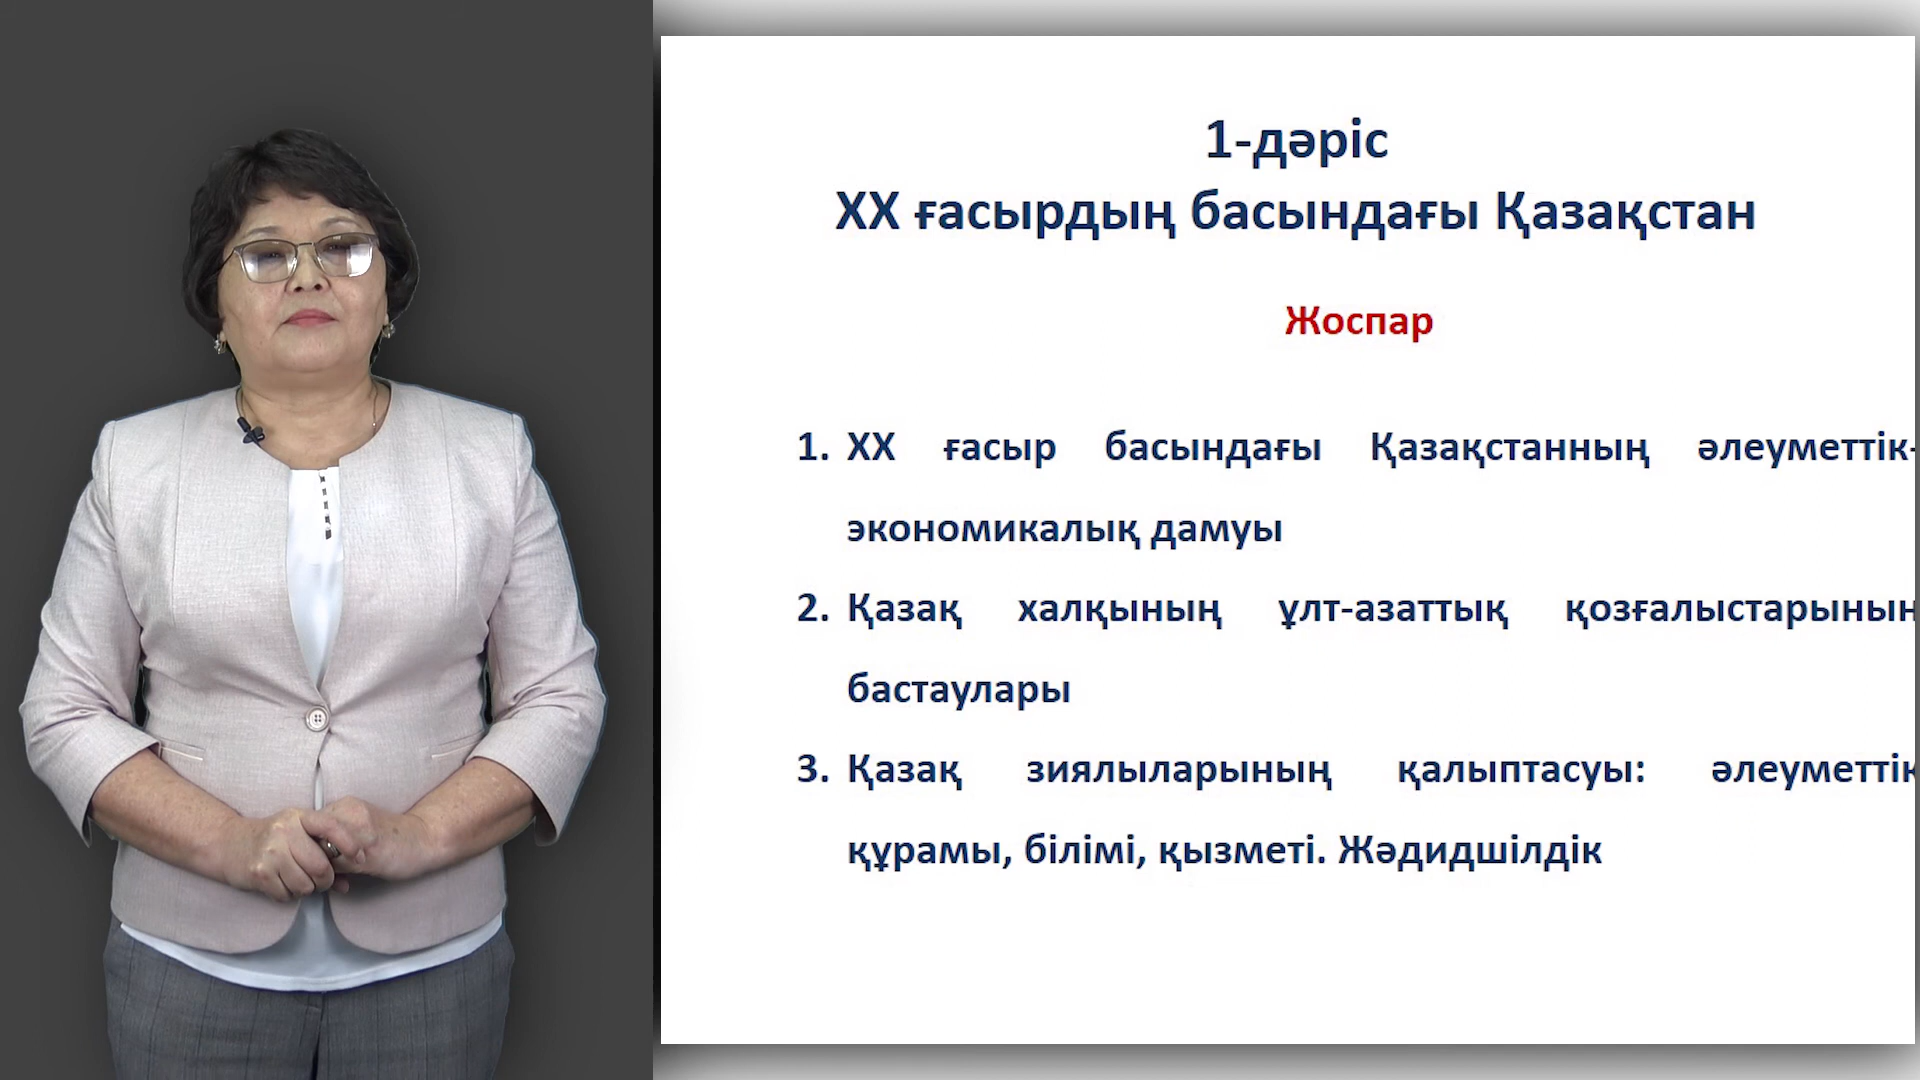 1-дәріс
XX ғасырдың басындағы Қазақстан
Жоспар
1. XX ғасыр басындағы Қазақстанның әлеуметтік-
экономикалық дамуы
2. Қазақ халқының ұлт-азаттық қозғалыстарының
бастаулары
3. Қазақ зиялыларының қалыптасуы: әлеуметтік
құрамы, білімі, қызметі. Жәдидшілдік